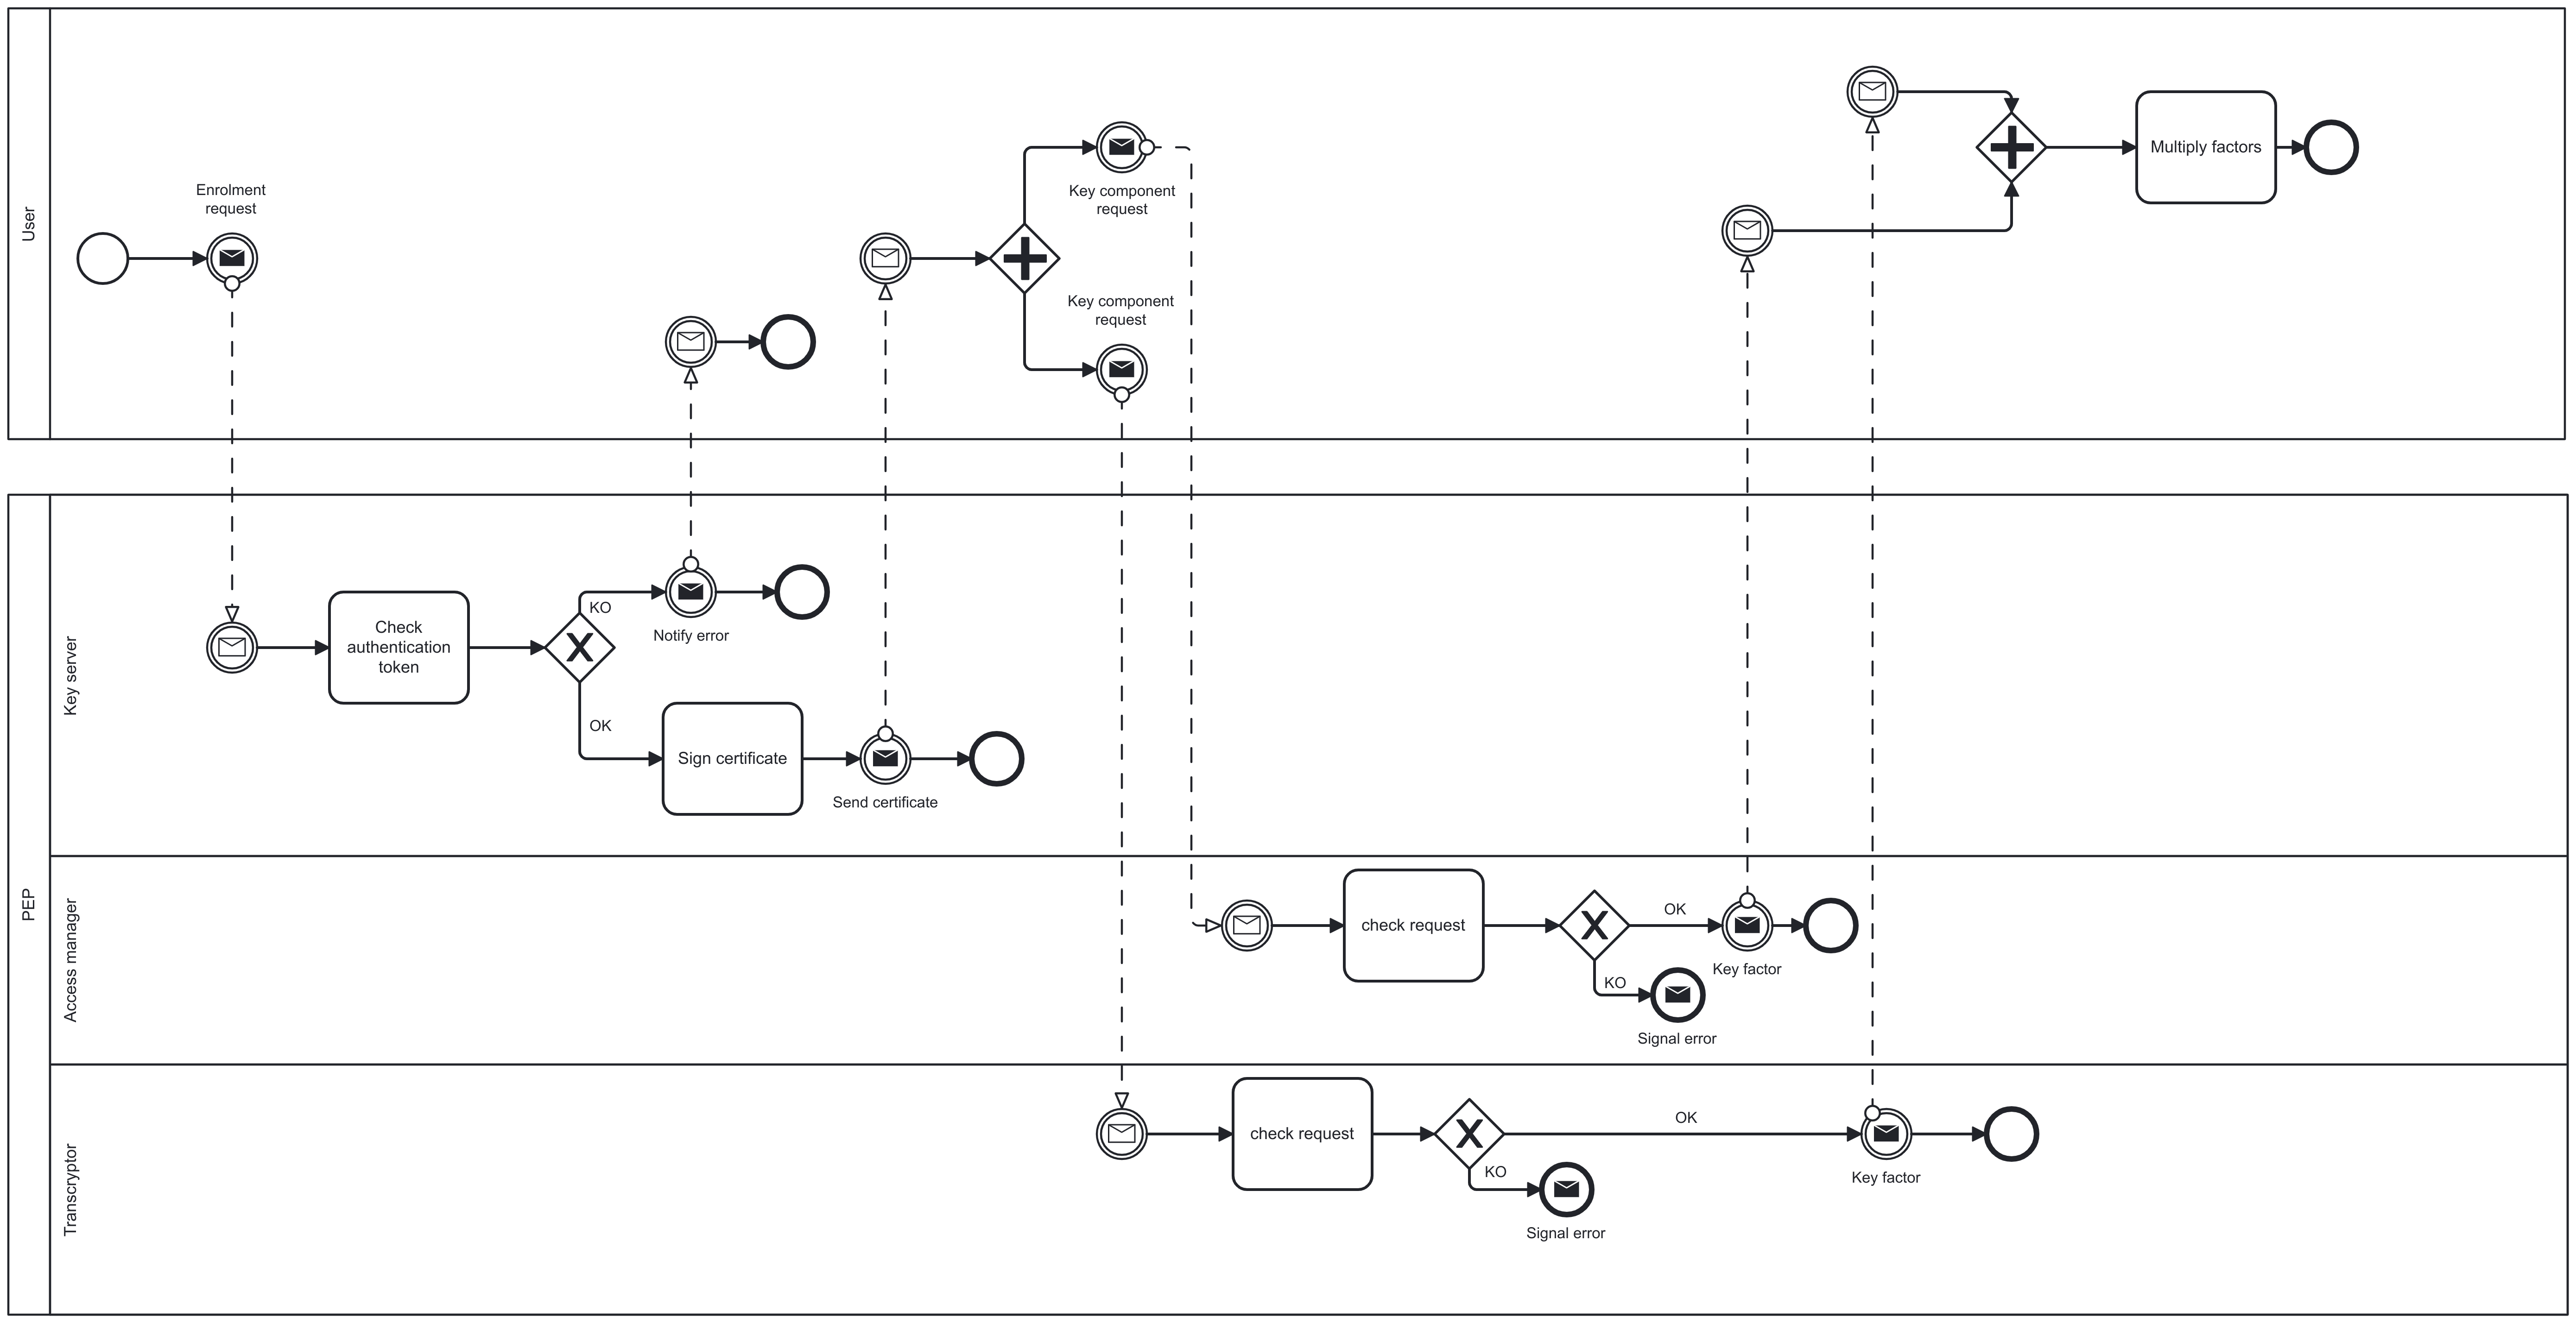 User
Enrolment
request
Key component
request
Key component
request
Multiply factors
PEP
Key server
Check
authentication
token
KO
Notify error
OK
Sign certificate
Send certificate
Access manager
check request
OK
Key factor
KO
Signal error
Transcryptor
check request
OK
Key factor
KO
Signal error